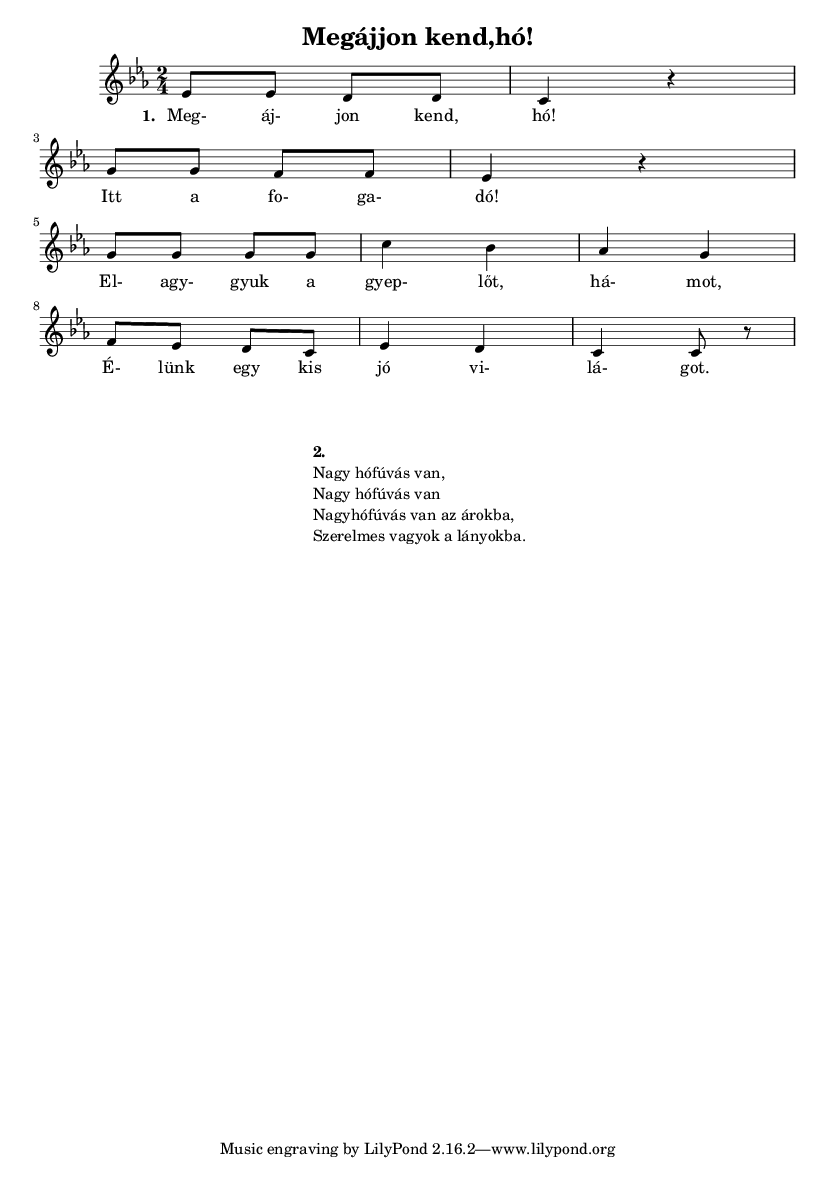 Megájjon kend,hó!
2
4
1. Meg- áj- jon kend, hó!
3
Itt a fo- ga- dó!
5
El- agy- gyuk a gyep- lőt, há- mot,
8
É- lünk egy kis jó vi- lá- got.
2.
Nagy hófúvás van,
Nagy hófúvás van
Nagyhófúvás van az árokba,
Szerelmes vagyok a lányokba.
Music engraving by LilyPond 2.16.2—www.lilypond.org